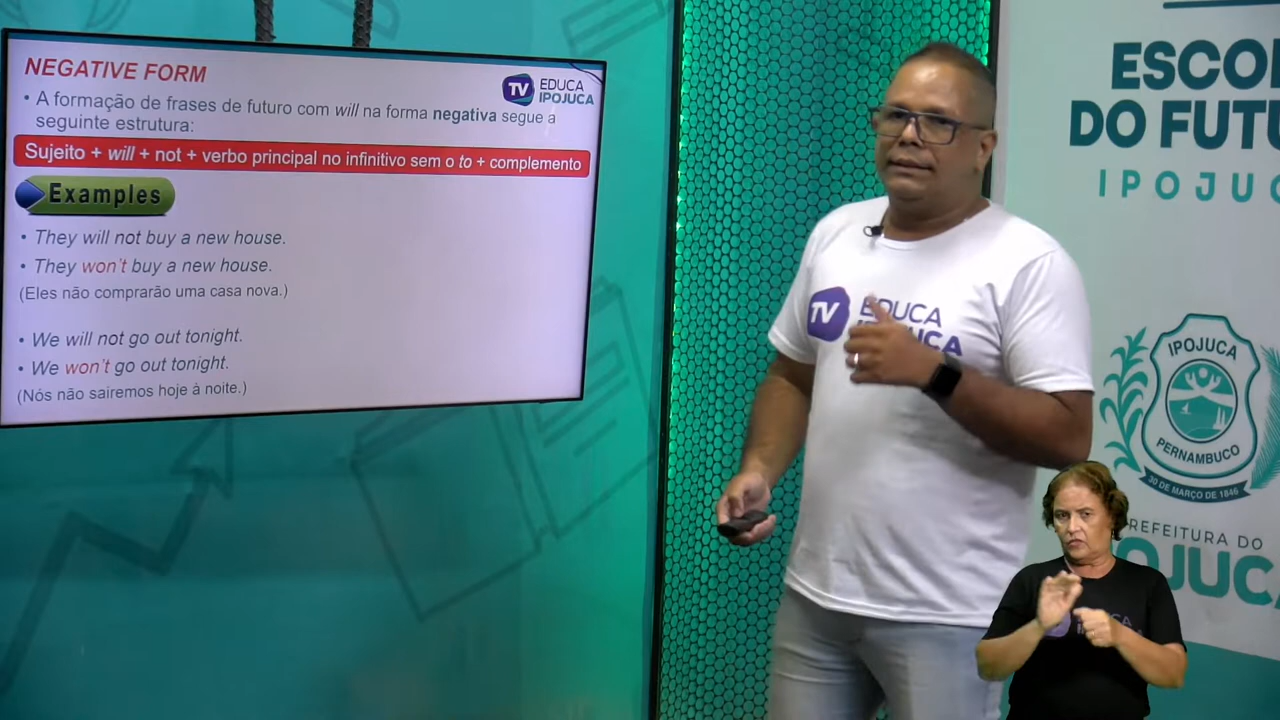 NEGATIVE FORM
TV EDUCA
IPOJUCA
• A formação de frases de futuro com will na forma negativa segue a
seguinte estrutura:
Sujeito + will + not + verbo principal no infinitivo sem o to + complemento
Examples
• They will not buy a new house.
• They won't buy a new house.
(Eles não comprarão uma casa nova.)
• We will not go out tonight.
• We won't go out tonight.
(Nós não sairemos hoje à noite.)
TV EDUCA
ESCOL
DO FUTU
IPOJUC
IPOJUCA
PERNAMBUCO
30 DE MARÇO DE 1846
REFEITURA DO
OJUCA